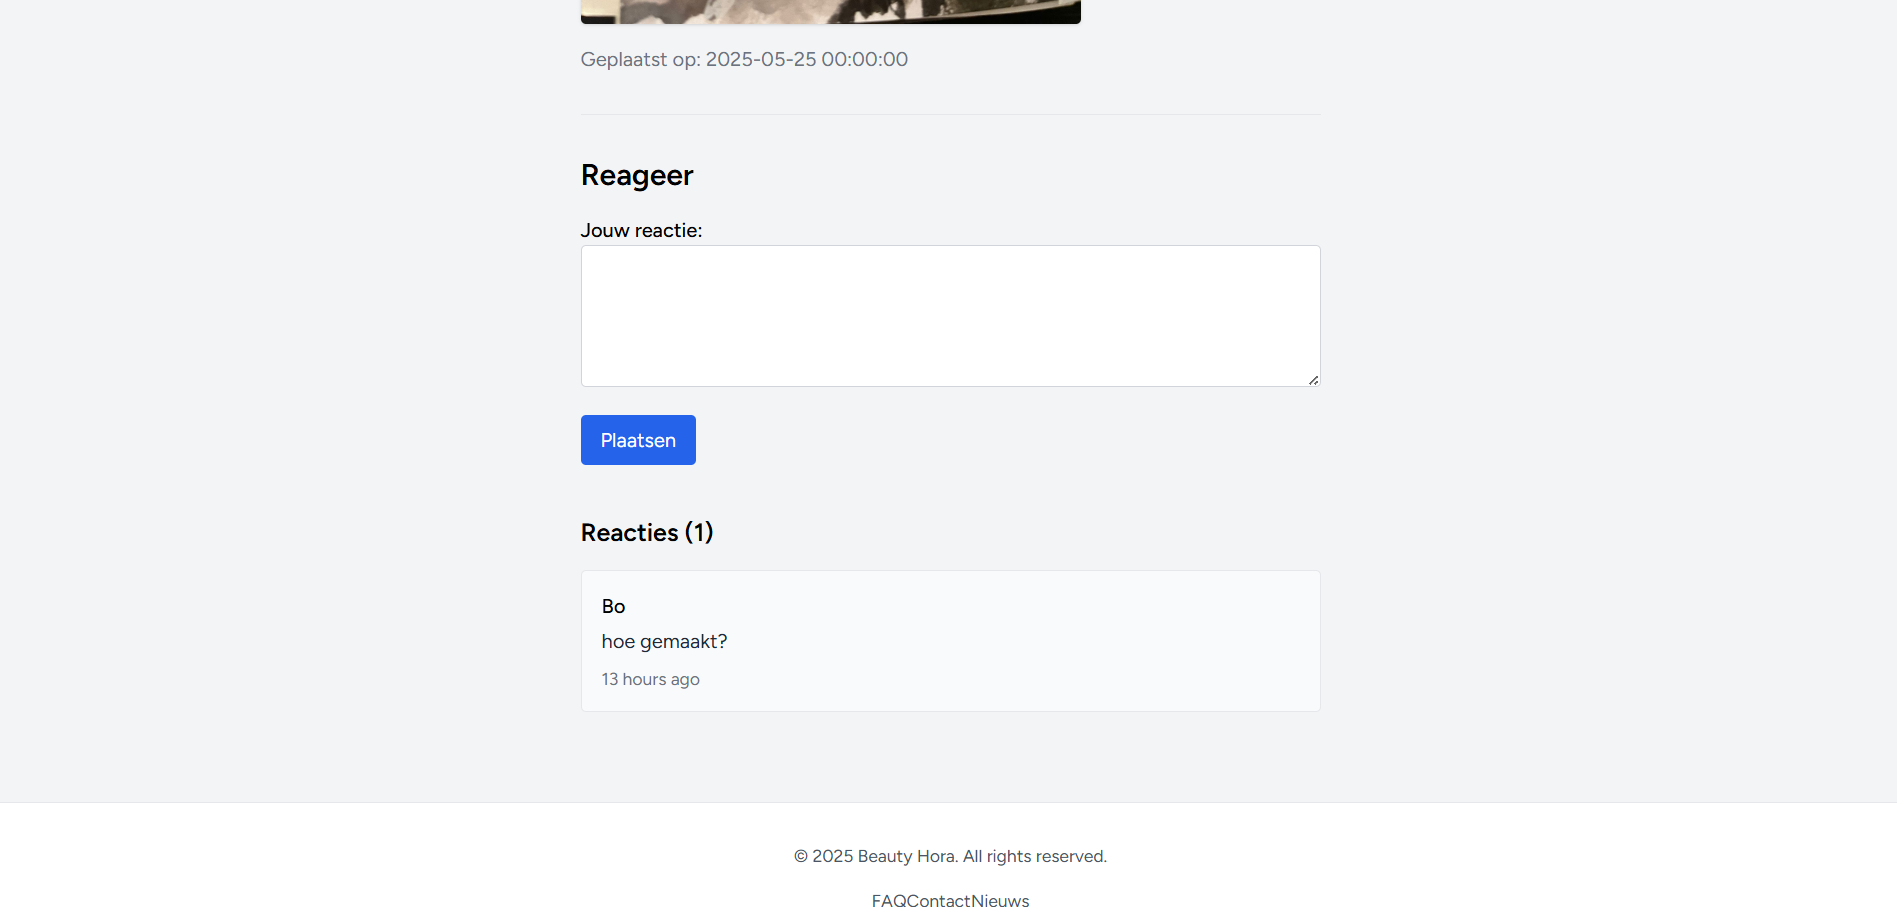 Geplaatst op: 2025-05-25 00:00:00
Reageer
Jouw reactie:
Plaatsen
Reacties (1)
Bo
hoe gemaakt?
13 hours ago
© 2025 Beauty Hora. All rights reserved.
FAQContactNieuws